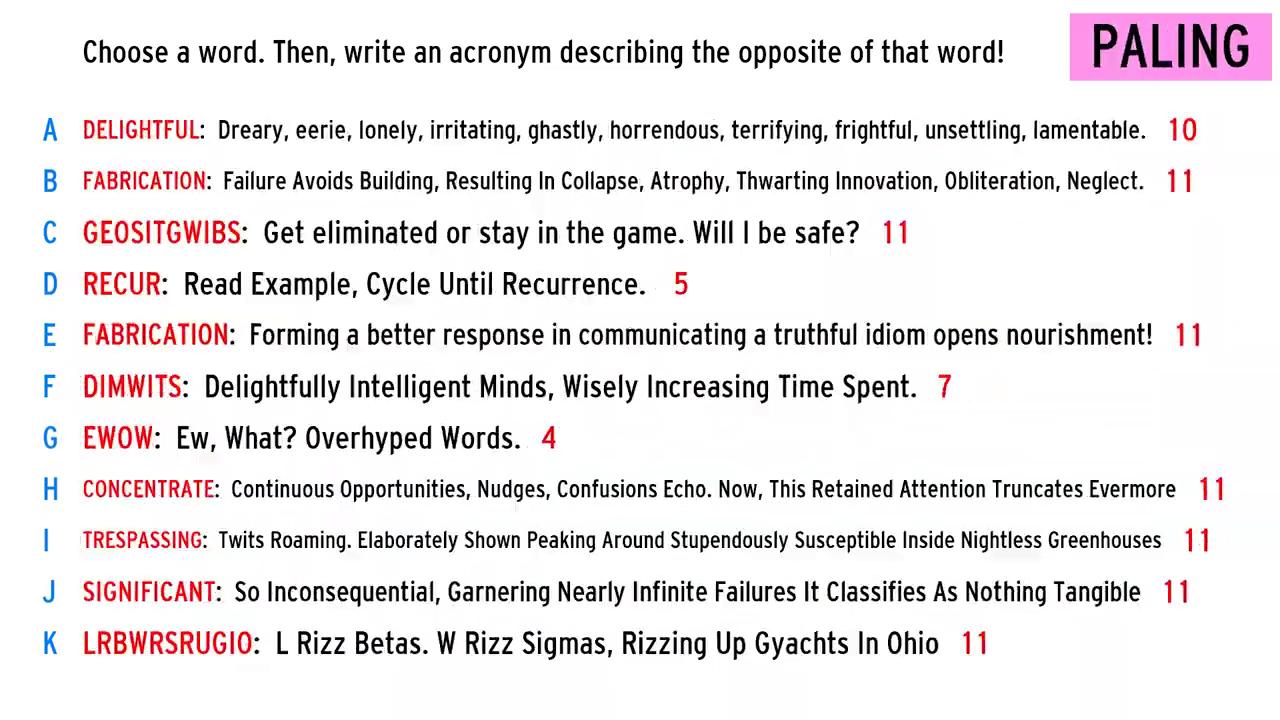 Choose a word. Then, write an acronym describing the opposite of that word!
PALING
A DELIGHTFUL: Dreary, eerie, lonely, irritating, ghastly, horrendous, terrifying, frightful, unsettling, lamentable. 10
B FABRICATION: Failure Avoids Building, Resulting In Collapse, Atrophy, Thwarting Innovation, Obliteration, Neglect. 11
C GEOSITGWIBS: Get eliminated or stay in the game. Will I be safe? 11
D RECUR: Read Example, Cycle Until Recurrence. 5
E FABRICATION: Forming a better response in communicating a truthful idiom opens nourishment! 11
F DIMWITS: Delightfully Intelligent Minds, Wisely Increasing Time Spent. 7
G EWOW: Ew, What? Overhyped Words. 4
H CONCENTRATE: Continuous Opportunities, Nudges, Confusions Echo. Now, This Retained Attention Truncates Evermore 11
I TRESPASSING: Twits Roaming. Elaborately Shown Peaking Around Stupendously Susceptible Inside Nightless Greenhouses 11
J SIGNIFICANT: So Inconsequential, Garnering Nearly Infinite Failures It Classifies As Nothing Tangible 11
K LRBWRSRUGIO: L Rizz Betas. W Rizz Sigmas, Rizzing Up Gyachts In Ohio 11